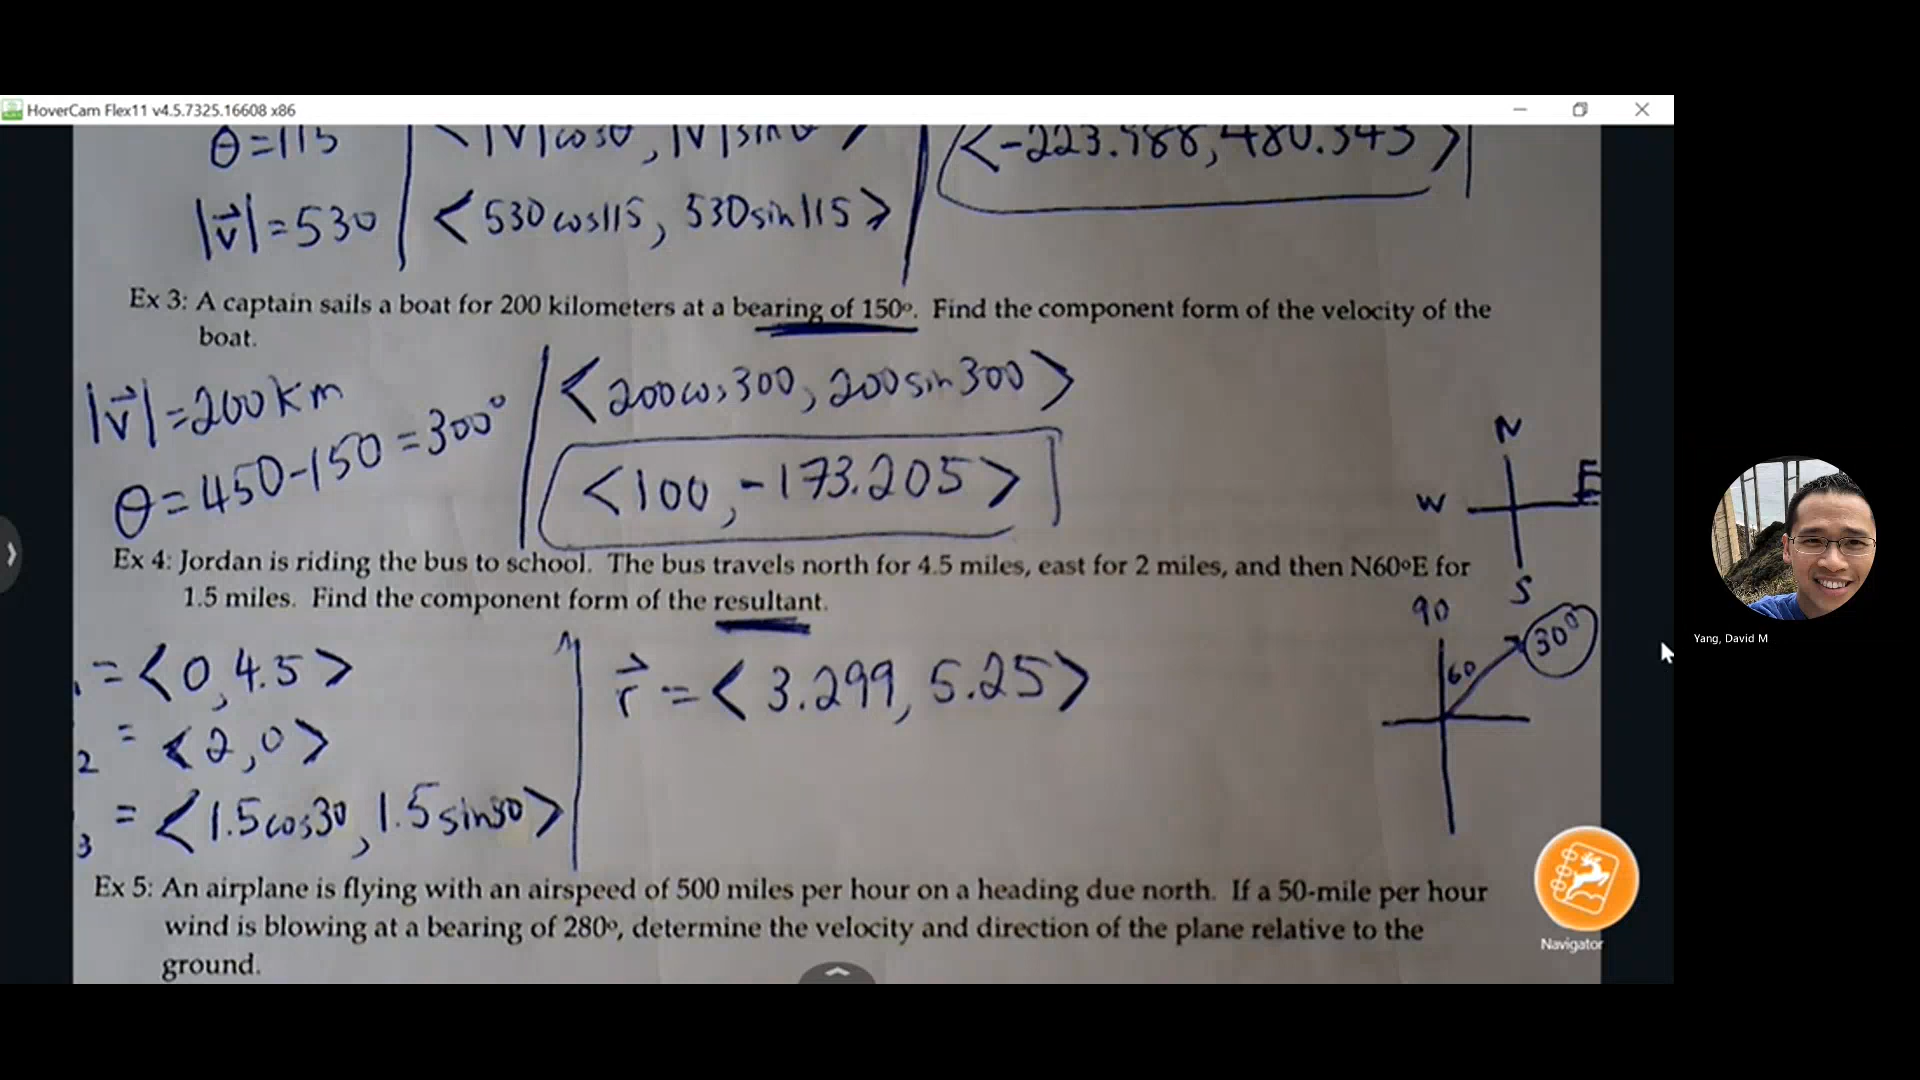 HoverCam Flex11 v4.5.7325.16608 x86
θ=115
<|v|cosθ, |v|sinθ>
<-223.988, 480.343>
|v|=530
<530cos115, 530sin115>
Ex 3: A captain sails a boat for 200 kilometers at a bearing of 150º. Find the component form of the velocity of the
boat.
|v|=200km
θ=450-150=300°
<200cos300, 200sin300>
<100, -173.205>
N
W E
S
Ex 4: Jordan is riding the bus to school. The bus travels north for 4.5 miles, east for 2 miles, and then N60ºE for
1.5 miles. Find the component form of the resultant.
1 = <0, 4.5>
2 = <2, 0>
3 = <1.5cos30, 1.5sin30>
r = <3.299, 5.25>
90
60
30°
Ex 5: An airplane is flying with an airspeed of 500 miles per hour on a heading due north. If a 50-mile per hour
wind is blowing at a bearing of 280º, determine the velocity and direction of the plane relative to the
ground.
Navigator
Yang, David M